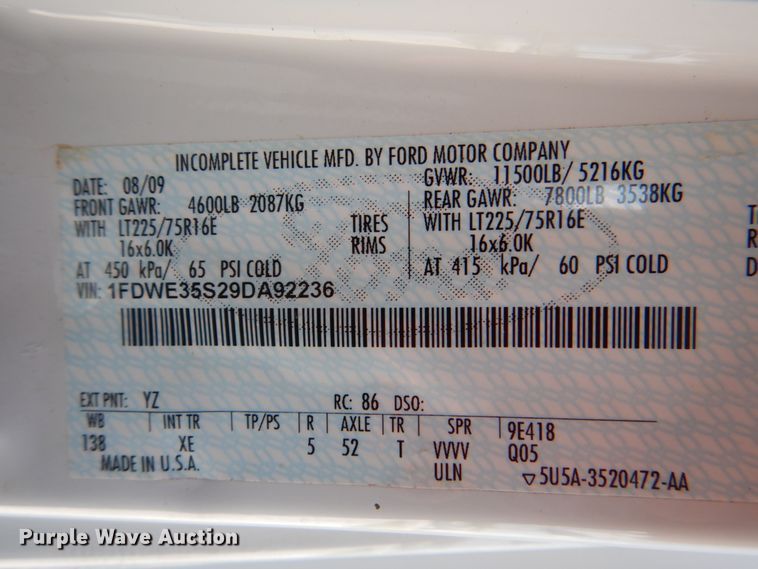 INCOMPLETE VEHICLE MFD. BY FORD MOTOR COMPANY
DATE: 08/09 GVWR: 11500LB/ 5216KG
FRONT GAWR: 4600LB 2087KG REAR GAWR: 7800LB 3538KG
WITH LT225/75R16E TIRES WITH LT225/75R16E
16x6.0K RIMS 16x6.0K
AT 450 kPa/ 65 PSI COLD AT 415 kPa/ 60 PSI COLD
VIN: 1FDWE35S29DA92236
EXT PNT: YZ RC: 86 DSO:
WB INT TR TP/PS R AXLE TR SPR 9E418
138 XE 5 52 T VVVV Q05
MADE IN U.S.A. ULN ▽5U5A-3520472-AA
Purple Wave Auction